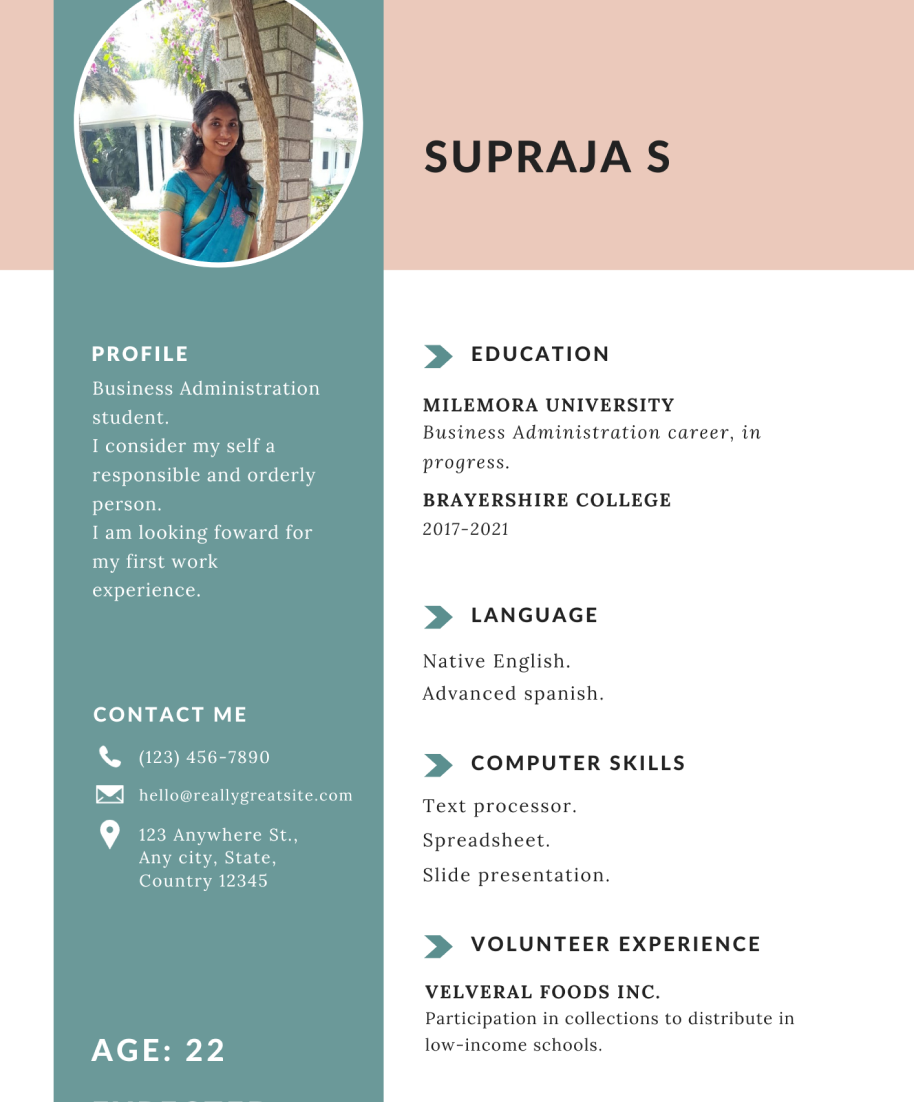 SUPRAJA S
PROFILE
Business Administration
student.
I consider my self a
responsible and orderly
person.
I am looking foward for
my first work
experience.
CONTACT ME
(123) 456-7890
hello@reallygreatsite.com
123 Anywhere St.,
Any city, State,
Country 12345
AGE: 22
EDUCATION
MILEMORA UNIVERSITY
Business Administration career, in
progress.
BRAYERSHIRE COLLEGE
2017-2021
LANGUAGE
Native English.
Advanced spanish.
COMPUTER SKILLS
Text processor.
Spreadsheet.
Slide presentation.
VOLUNTEER EXPERIENCE
VELVERAL FOODS INC.
Participation in collections to distribute in
low-income schools.